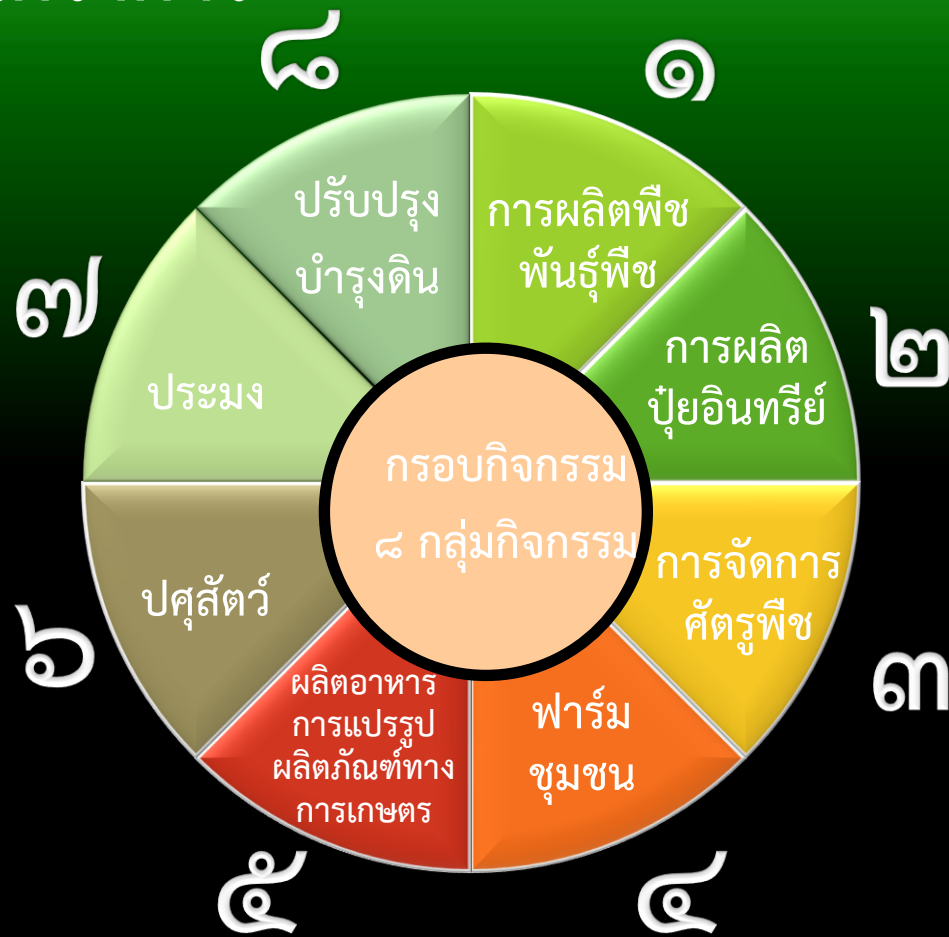 ๘
๑
ปรับปรุง
บำรุงดิน
การผลิตพืช
พันธุ์พืช
๗
๒
การผลิต
ปุ๋ยอินทรีย์
ประมง
กรอบกิจกรรม
๘ กลุ่มกิจกรรม
การจัดการ
ศัตรูพืช
ปศุสัตว์
๖
๓
ผลิตอาหาร
การแปรรูป
ผลิตภัณฑ์ทาง
การเกษตร
ฟาร์ม
ชุมชน
๕
๔